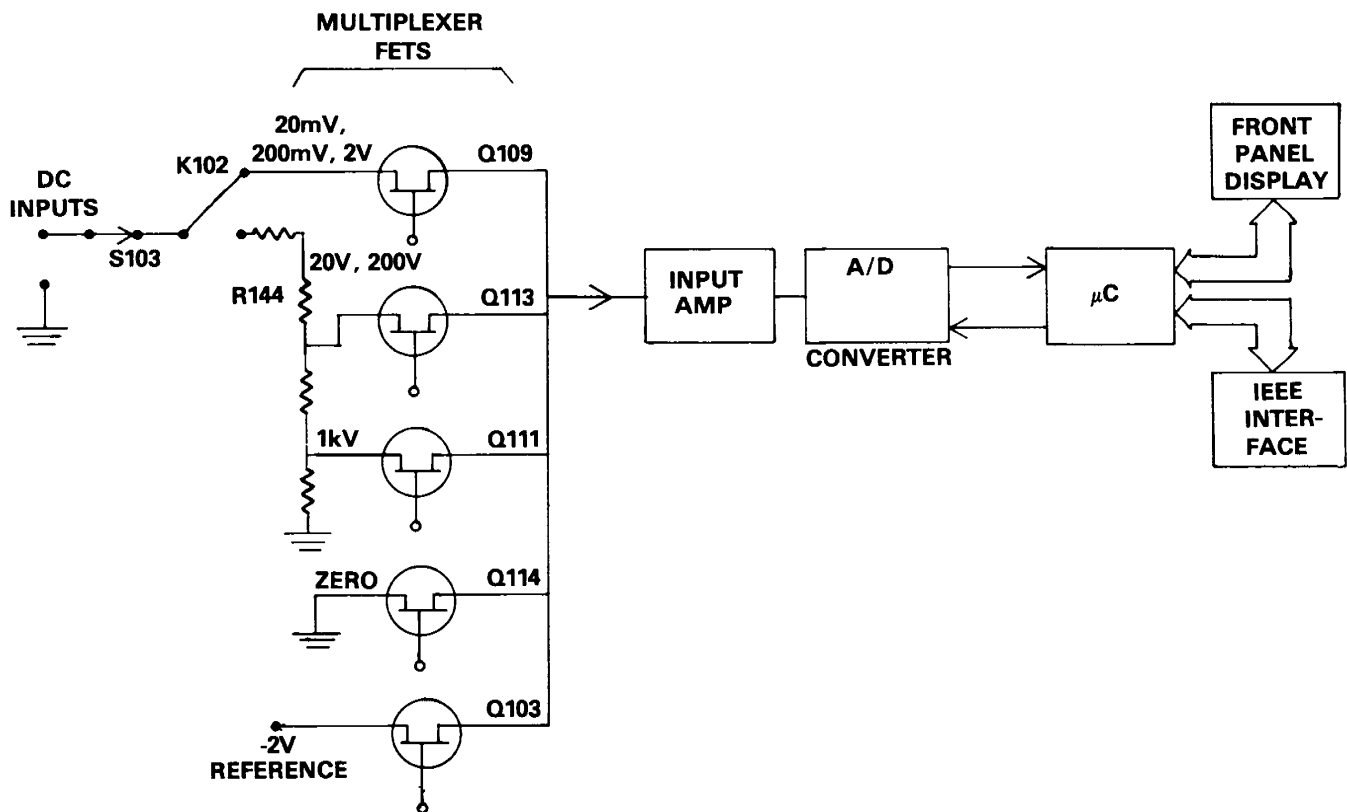 MULTIPLEXER
FETS
20mV,
200mV, 2V
Q109
K102
DC
INPUTS
S103
20V, 200V
R144
Q113
1kV
Q111
ZERO
Q114
Q103
-2V
REFERENCE
INPUT
AMP
A/D
CONVERTER
μC
FRONT
PANEL
DISPLAY
IEEE
INTER-
FACE